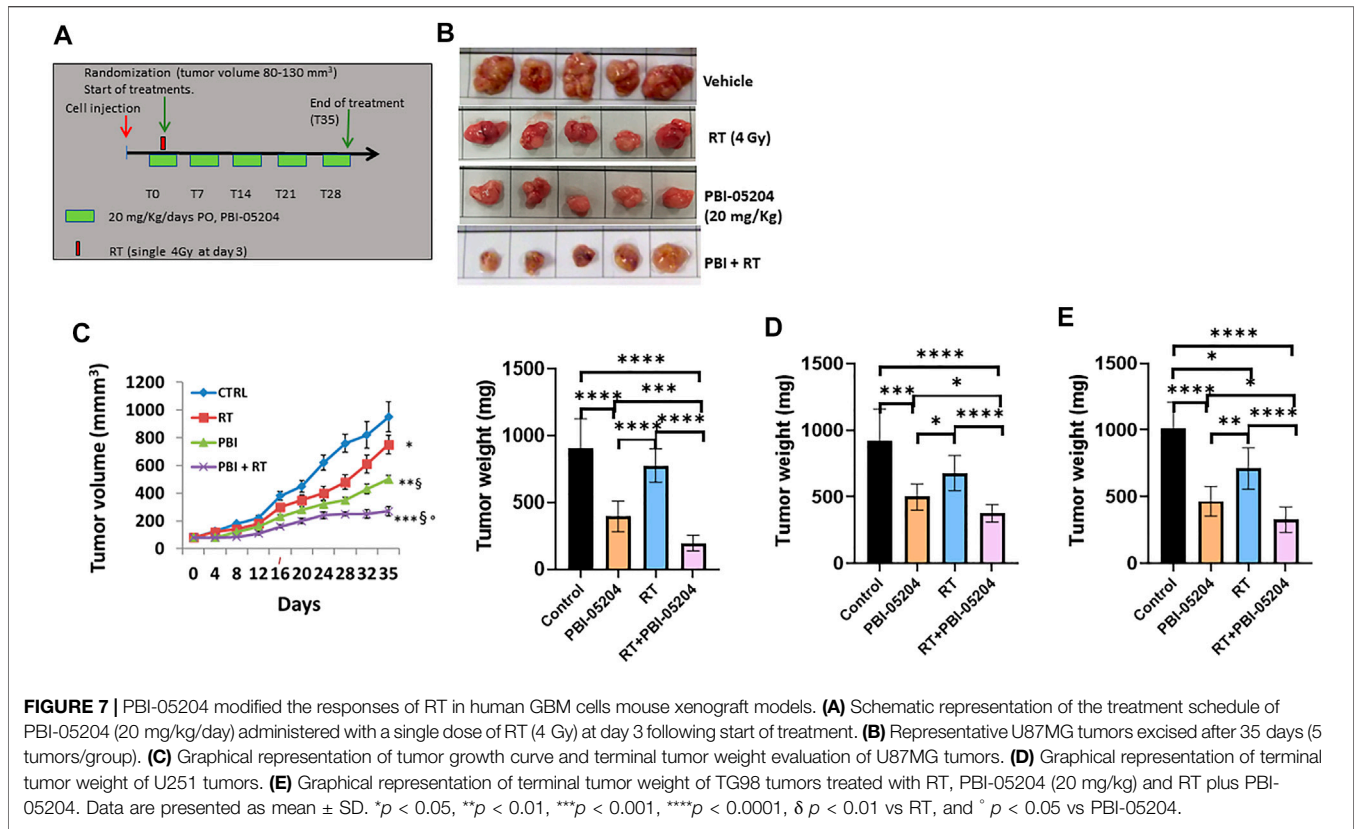 A
Randomization (tumor volume 80-130 mm³)
Start of treatments.
Cell injection
End of treatment
(T35)
T0 T7 T14 T21 T28
20 mg/Kg/days PO, PBI-05204
RT (single 4Gy at day 3)
B
Vehicle
RT (4 Gy)
PBI-05204
(20 mg/Kg)
PBI + RT
C
Tumor volume (mmm³)
1200
1000
800
600
400
200
0
CTRL
RT
PBI
PBI + RT
*
**§
***§°
0 4 8 12 16 20 24 28 32 35
Days
Tumor weight (mg)
1500
1000
500
0
****
**** ***
**** ****
Control
PBI-05204
RT
RT+PBI-05204
D
Tumor weight (mg)
1500
1000
500
0
****
*** *
* ****
Control
PBI-05204
RT
RT+PBI-05204
E
Tumor weight (mg)
1500
1000
500
0
****
*
**** *
** ****
Control
PBI-05204
RT
RT+PBI-05204
FIGURE 7 | PBI-05204 modified the responses of RT in human GBM cells mouse xenograft models. (A) Schematic representation of the treatment schedule of
PBI-05204 (20 mg/kg/day) administered with a single dose of RT (4 Gy) at day 3 following start of treatment. (B) Representative U87MG tumors excised after 35 days (5
tumors/group). (C) Graphical representation of tumor growth curve and terminal tumor weight evaluation of U87MG tumors. (D) Graphical representation of terminal
tumor weight of U251 tumors. (E) Graphical representation of terminal tumor weight of TG98 tumors treated with RT, PBI-05204 (20 mg/kg) and RT plus PBI-
05204. Data are presented as mean ± SD. *p < 0.05, **p < 0.01, ***p < 0.001, ****p < 0.0001, δ p < 0.01 vs RT, and ° p < 0.05 vs PBI-05204.